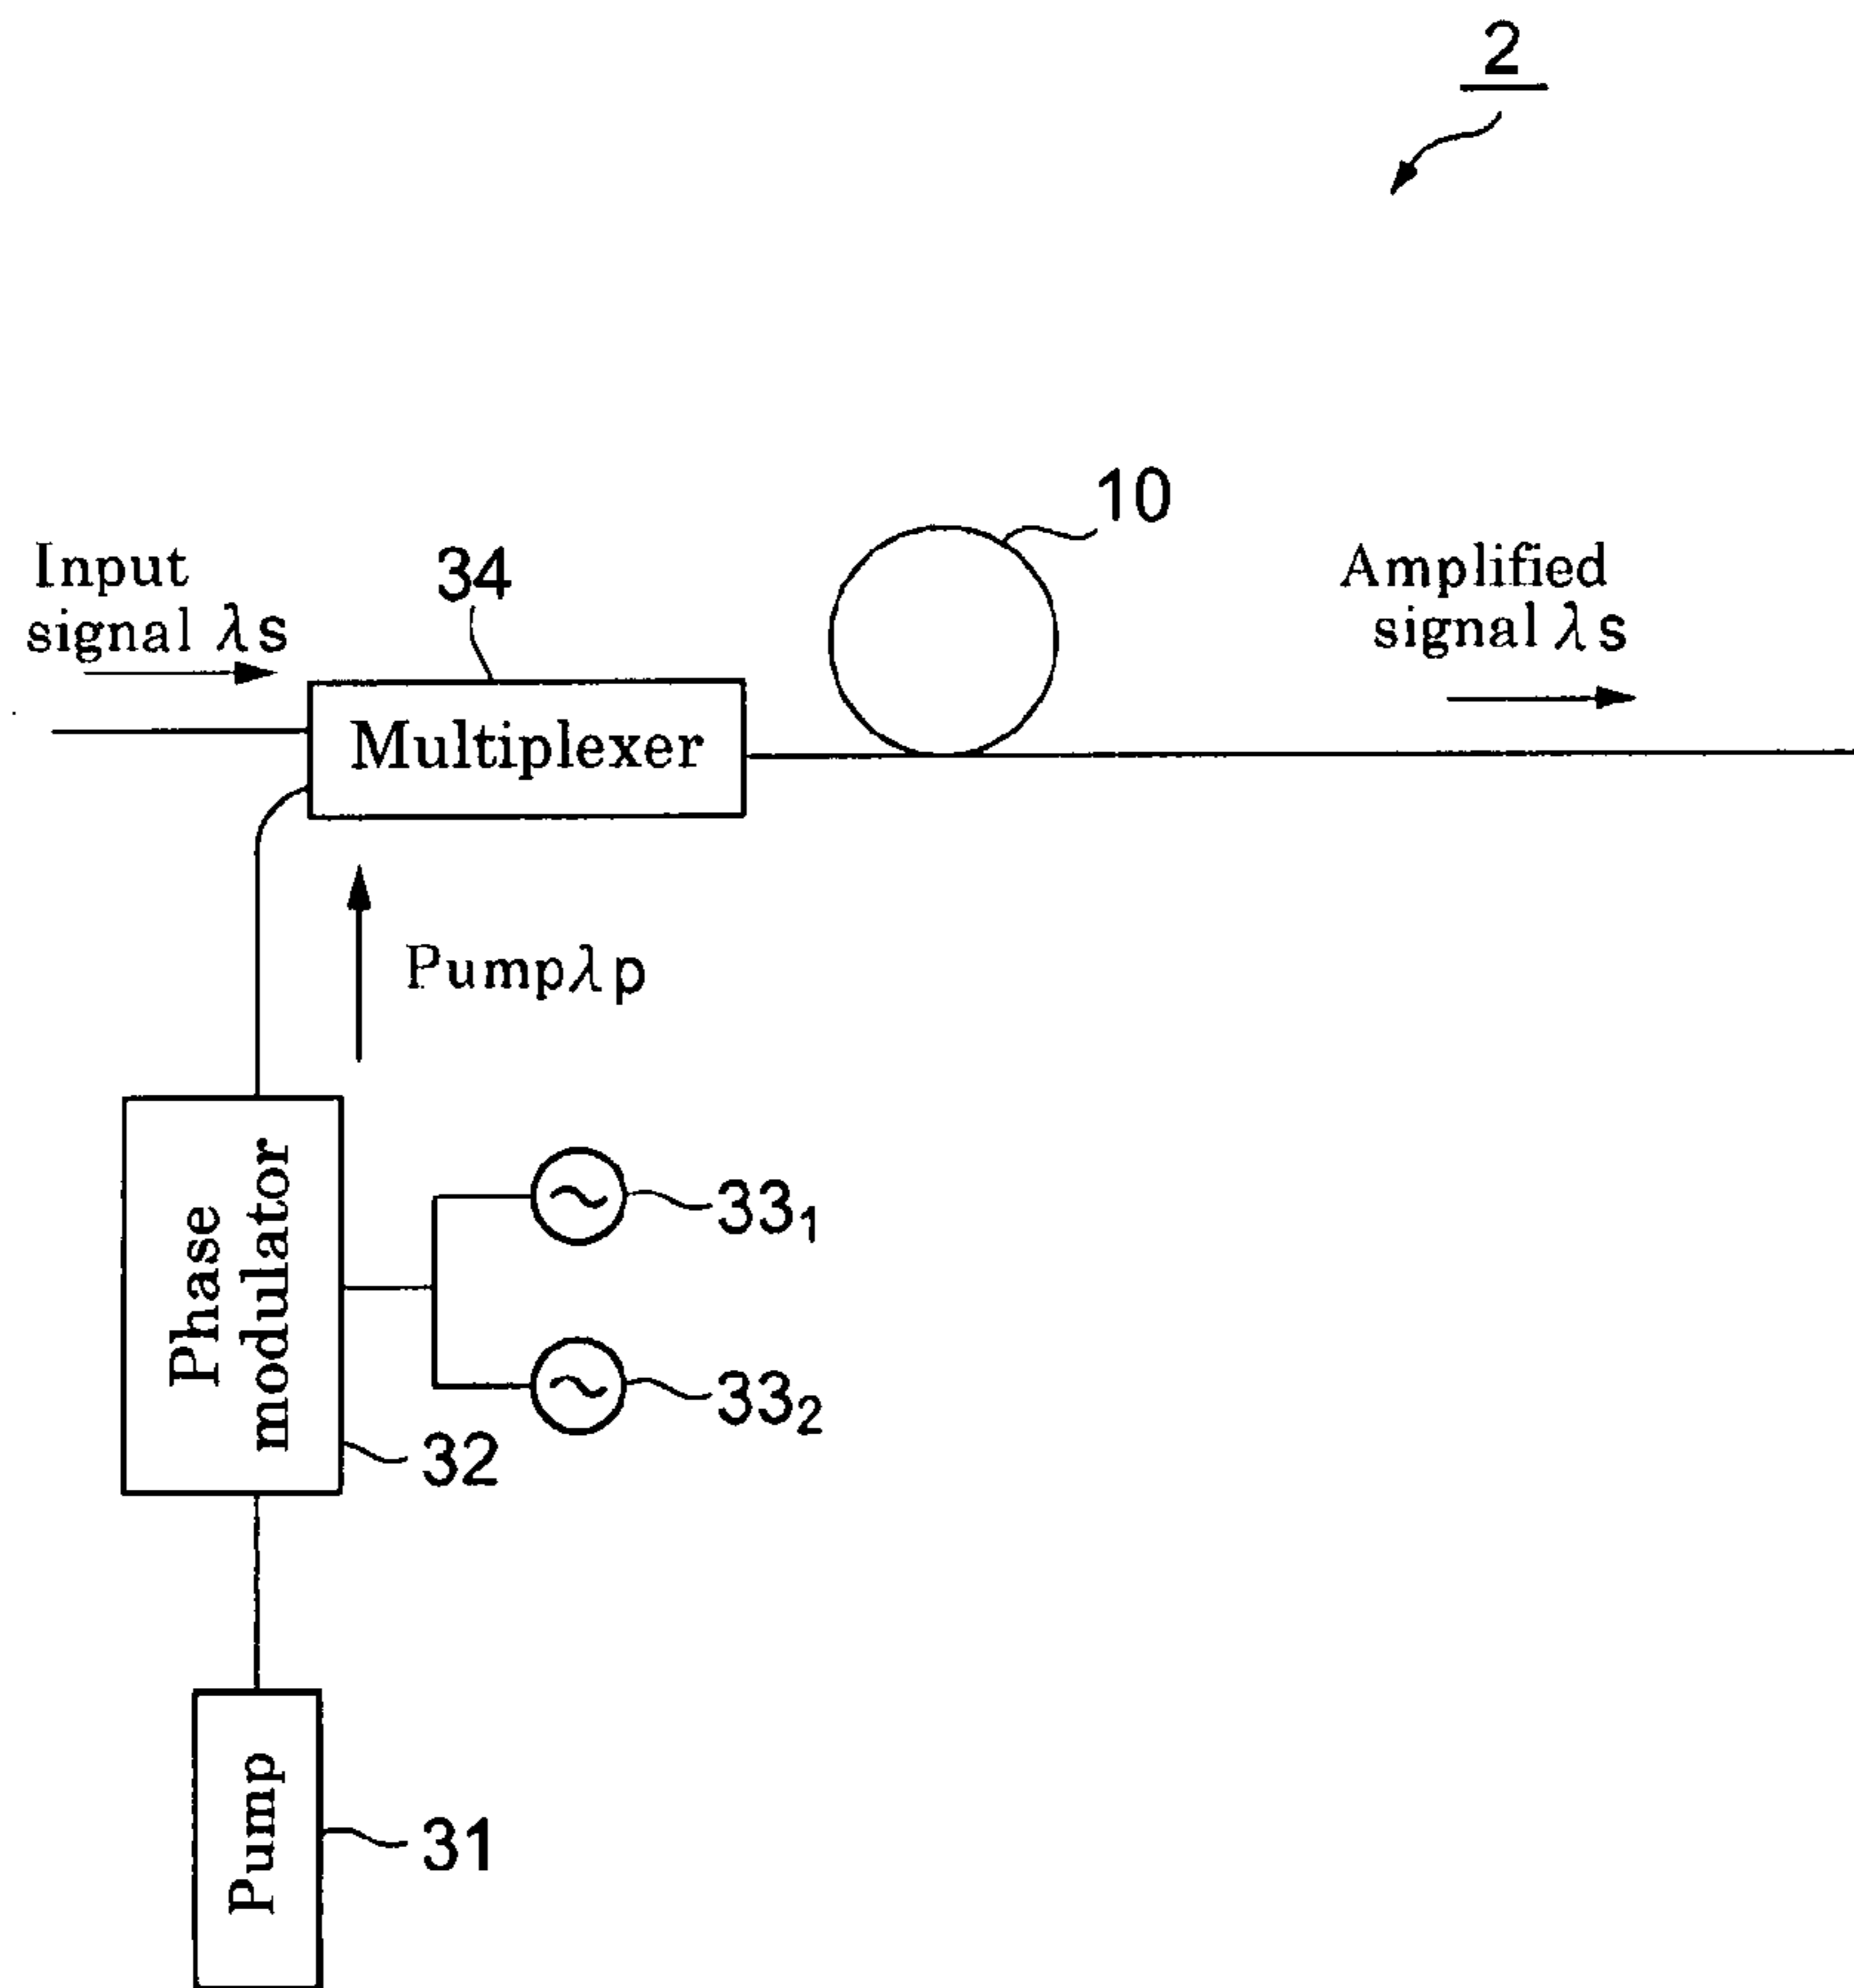 2
10
Input
signal λs
34
Amplified
signal λs
Multiplexer
Pumpλp
Phase
modulator
33₁
33₂
32
Pump
31